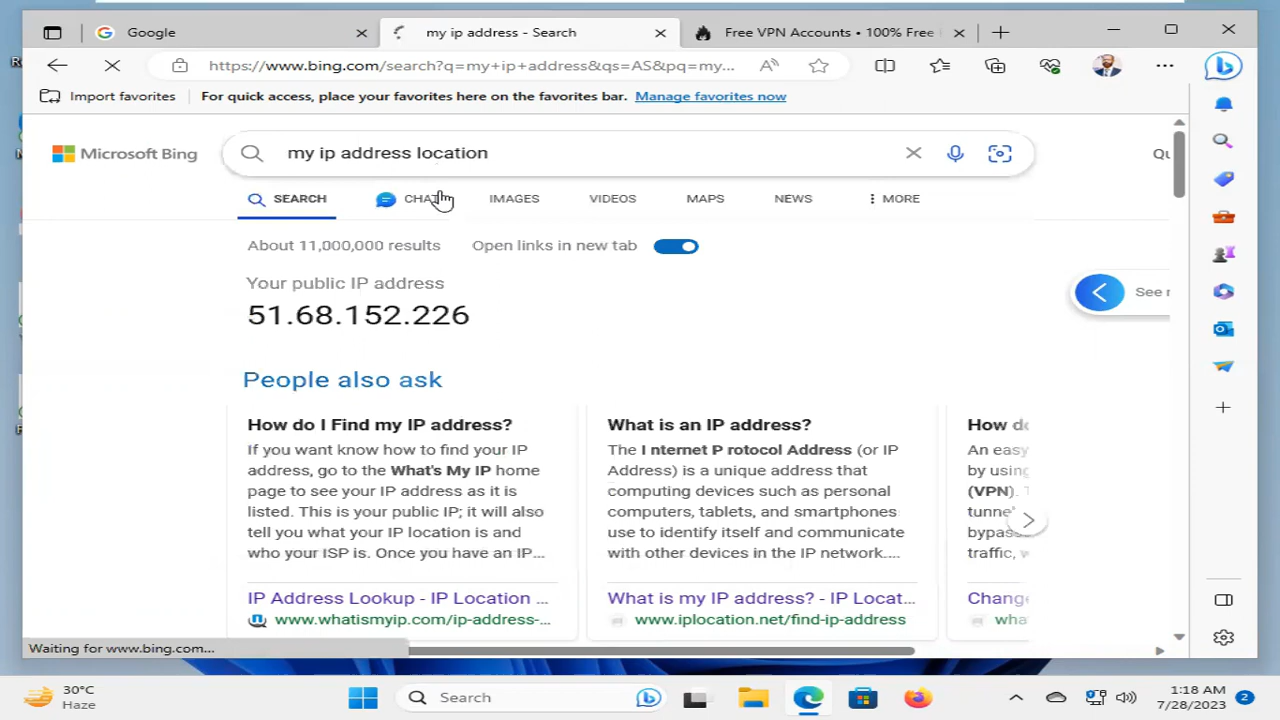 Google
my ip address - Search
Free VPN Accounts • 100% Free
https://www.bing.com/search?q=my+ip+address&qs=AS&pq=my...
Import favorites
For quick access, place your favorites here on the favorites bar. Manage favorites now
Microsoft Bing
my ip address location
SEARCH
CHAT
IMAGES
VIDEOS
MAPS
NEWS
MORE
About 11,000,000 results
Open links in new tab
Your public IP address
51.68.152.226
See
People also ask
How do I Find my IP address?
If you want know how to finding your IP
address, go to the What's My IP home
page to see your IP address as it is
listed. This is your public IP; it will also
tell you what your IP location is and
who your ISP is. Once you have an IP...
IP Address Lookup - IP Location ...
www.whatismyip.com/ip-address-...
What is an IP address?
The I nternet P rotocol Address (or IP
Address) is a unique address that
computing devices such as personal
computers, tablets, and smartphones
use to identify itself and communicate
with other devices in the IP network....
What is my IP address? - IP Locat...
www.iplocation.net/find-ip-address
How do
An easy
by using
(VPN).
bypass
traffic,
Change
Waiting for www.bing.com...
30°C
Haze
Search
1:18 AM
7/28/2023
2